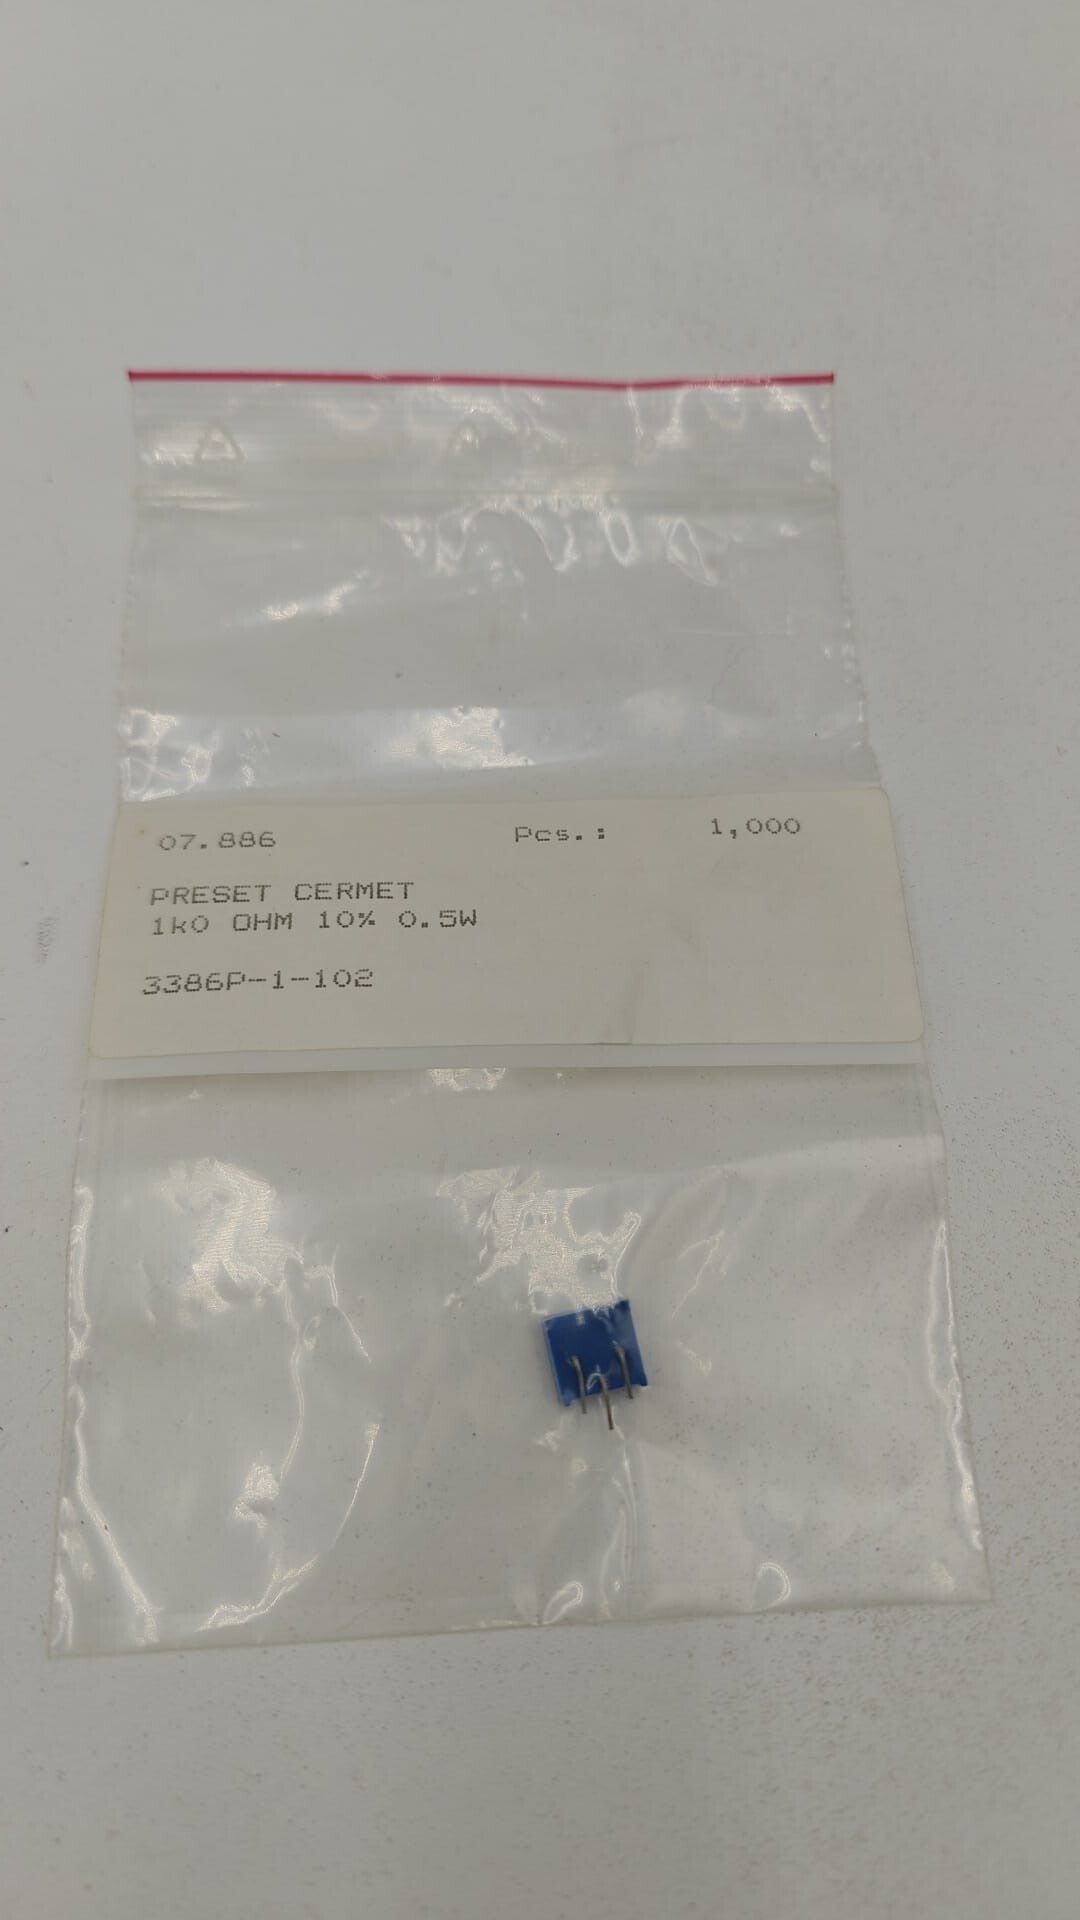 07.886 Pcs.: 1,000
PRESET CERMET
1k0 OHM 10% 0.5W
3386P-1-102